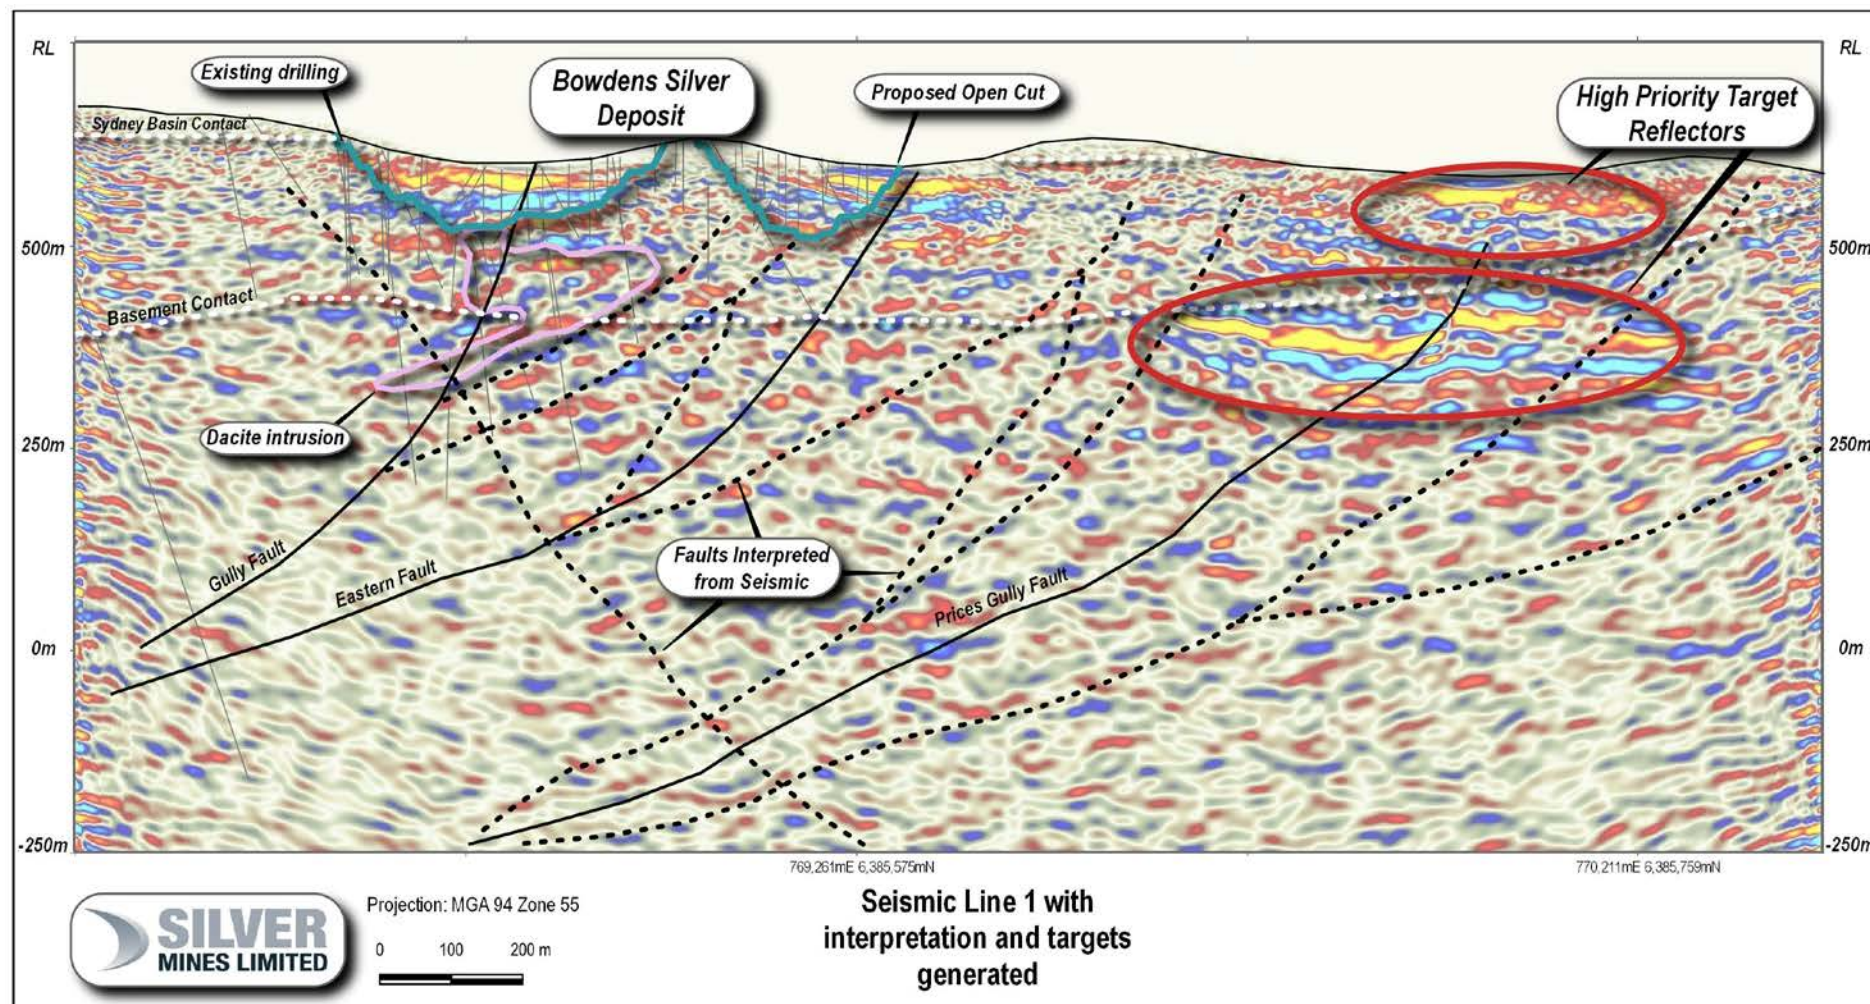 RL
RL
Existing drilling
Bowdens Silver
Deposit
Proposed Open Cut
High Priority Target
Reflectors
Sydney Basin Contact
500m
500m
Basement Contact
Dacite intrusion
250m
250m
Gully Fault
Eastern Fault
Faults Interpreted
from Seismic
Prices Gully Fault
0m
0m
-250m
-250m
769,261mE 6,385,575mN
770,211mE 6,385,759mN
SILVER
MINES LIMITED
Projection: MGA 94 Zone 55
0 100 200 m
Seismic Line 1 with
interpretation and targets
generated